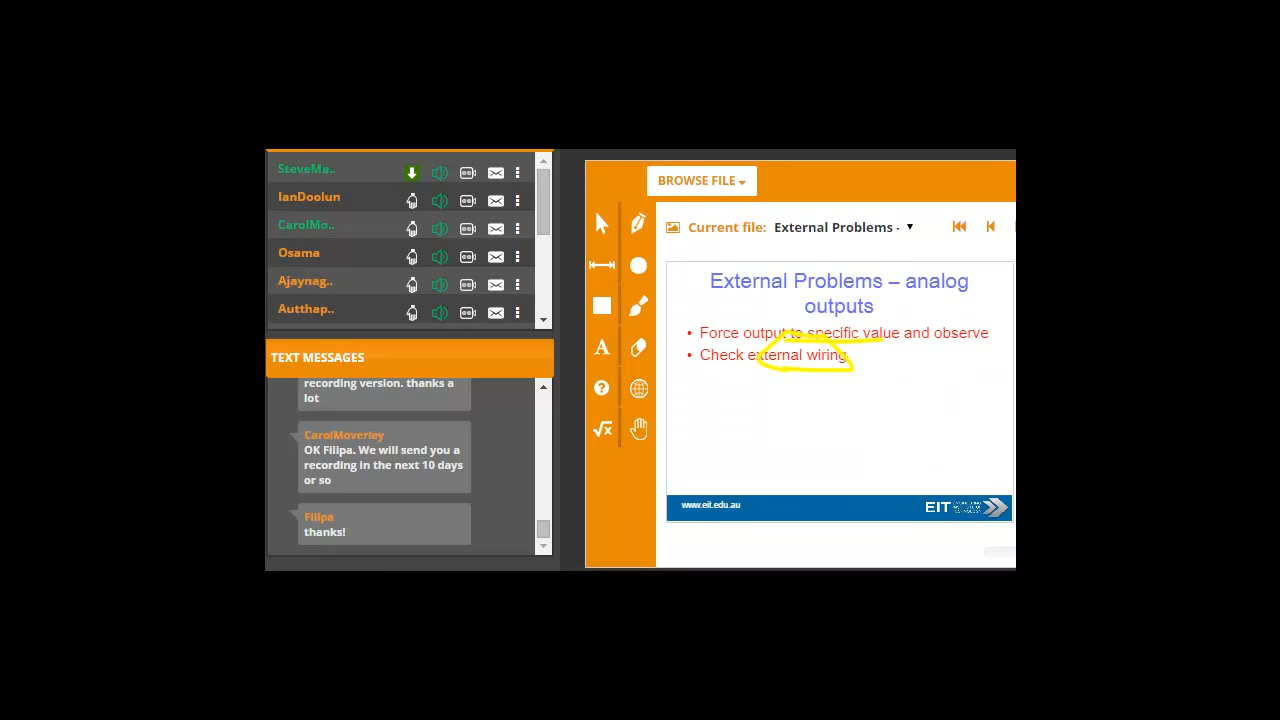 SteveMa..
IanDoolun
CarolMo..
Osama
Ajaynag..
Autthap..
TEXT MESSAGES
recording version. thanks a
lot
CarolMoverley
OK Filipa. We will send you a
recording in the next 10 days
or so
Filipa
thanks!
BROWSE FILE
Current file: External Problems -
External Problems – analog
outputs
• Force output to specific value and observe
• Check external wiring
www.eit.edu.au
EIT